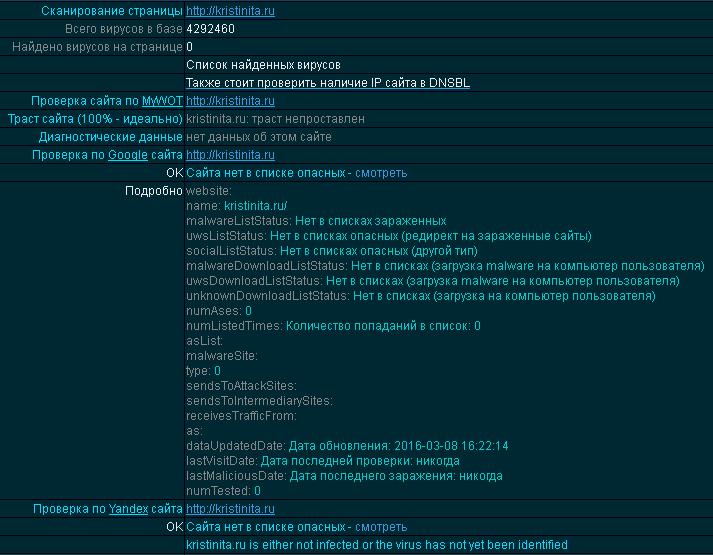 Сканирование страницы http://kristinita.ru
Всего вирусов в базе 4292460
Найдено вирусов на странице 0
Список найденных вирусов
Также стоит проверить наличие IP сайта в DNSBL
Проверка сайта по MyWOT http://kristinita.ru
Траст сайта (100% - идеально) kristinita.ru: траст непроставлен
Диагностические данные нет данных об этом сайте
Проверка по Google сайта http://kristinita.ru
OK Сайта нет в списке опасных - смотреть
Подробно website:
name: kristinita.ru/
malwareListStatus: Нет в списках зараженных
uwsListStatus: Нет в списках опасных (редирект на зараженные сайты)
socialListStatus: Нет в списках опасных (другой тип)
malwareDownloadListStatus: Нет в списках (загрузка malware на компьютер пользователя)
uwsDownloadListStatus: Нет в списках (загрузка malware на компьютер пользователя)
unknownDownloadListStatus: Нет в списках (загрузка на компьютер пользователя)
numAses: 0
numListedTimes: Количество попаданий в список: 0
asList:
malwareSite:
type: 0
sendsToAttackSites:
sendsToIntermediarySites:
receivesTrafficFrom:
as:
dataUpdatedDate: Дата обновления: 2016-03-08 16:22:14
lastVisitDate: Дата последней проверки: никогда
lastMaliciousDate: Дата последнего заражения: никогда
numTested: 0
Проверка по Yandex сайта http://kristinita.ru
OK Сайта нет в списке опасных - смотреть
kristinita.ru is either not infected or the virus has not yet been identified